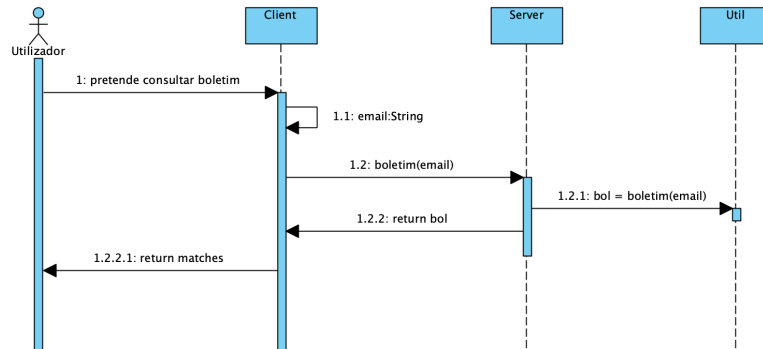 Utilizador
Client
Server
Util
1: pretende consultar boletim
1.1: email:String
1.2: boletim(email)
1.2.1: bol = boletim(email)
1.2.2: return bol
1.2.2.1: return matches